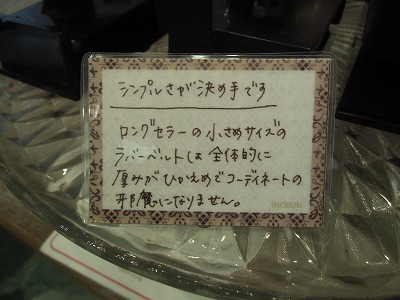 シンプルさが決め手です
ロングセラーの小さめサイズの
ラバーベルトは全体的に
厚みがひかえめでコーディネートの
邪魔になりません。